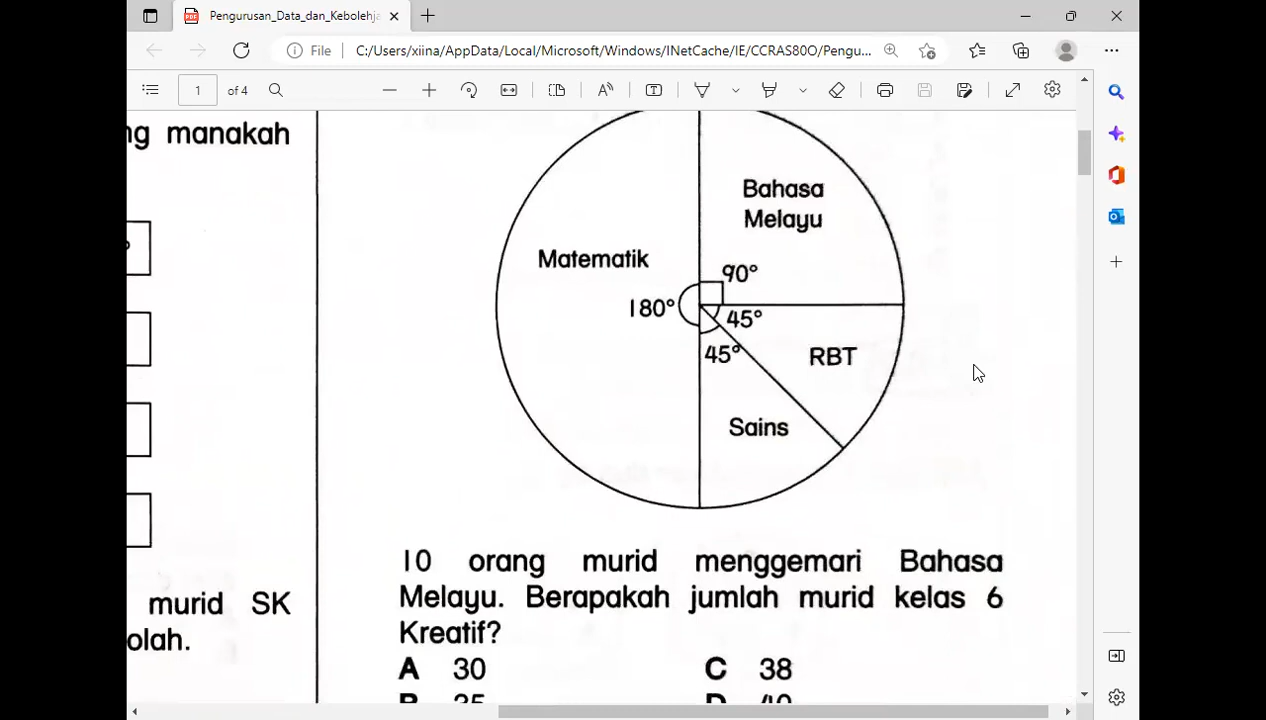 Pengurusan_Data_dan_Kebolehja
File
C:/Users/xiina/AppData/Local/Microsoft/Windows/INetCache/IE/CCRAS80O/Pengu...
1 of 4
manakah
murid SK
olah.
Bahasa
Melayu
Matematik
90°
180°
45°
45°
RBT
Sains
10 orang murid menggemari Bahasa
Melayu. Berapakah jumlah murid kelas 6
Kreatif?
A 30 C 38